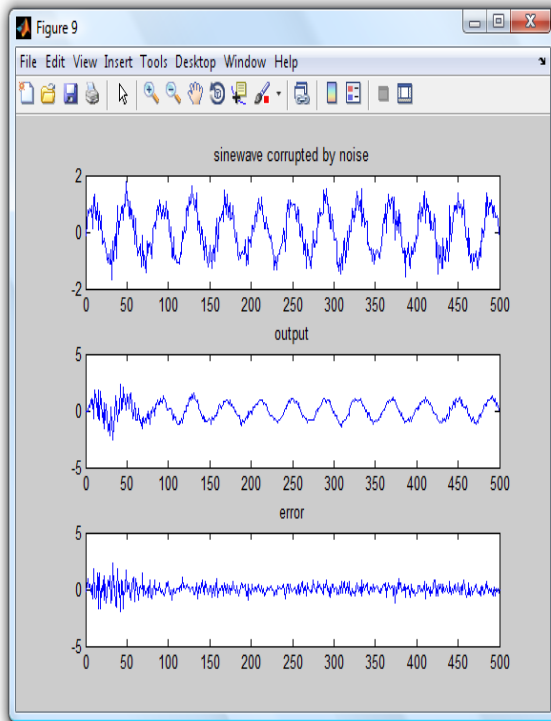 Figure 9
File Edit View Insert Tools Desktop Window Help
sinewave corrupted by noise
2
0
-2
0 50 100 150 200 250 300 350 400 450 500
output
5
0
-5
0 50 100 150 200 250 300 350 400 450 500
error
5
0
-5
0 50 100 150 200 250 300 350 400 450 500